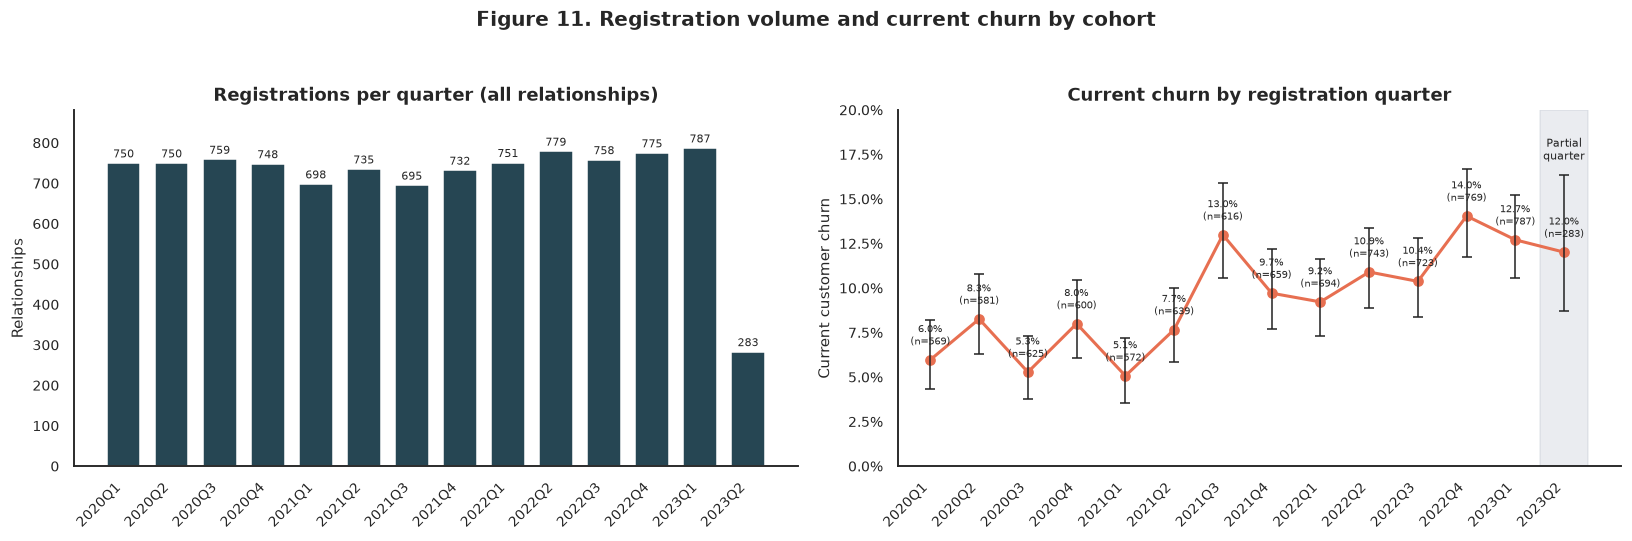 Figure 11. Registration volume and current churn by cohort
Registrations per quarter (all relationships)
Relationships
800
700
600
500
400
300
200
100
0
750
750
759
748
698
735
695
732
751
779
758
775
787
283
2020Q1
2020Q2
2020Q3
2020Q4
2021Q1
2021Q2
2021Q3
2021Q4
2022Q1
2022Q2
2022Q3
2022Q4
2023Q1
2023Q2
Current churn by registration quarter
Current customer churn
20.0%
17.5%
15.0%
12.5%
10.0%
7.5%
5.0%
2.5%
0.0%
6.0%
(n=569)
8.3%
(n=581)
5.3%
(n=625)
8.0%
(n=600)
5.1%
(n=572)
7.7%
(n=639)
13.0%
(n=616)
9.7%
(n=659)
9.2%
(n=694)
10.9%
(n=743)
10.4%
(n=723)
14.0%
(n=769)
12.7%
(n=787)
12.0%
(n=283)
Partial
quarter
2020Q1
2020Q2
2020Q3
2020Q4
2021Q1
2021Q2
2021Q3
2021Q4
2022Q1
2022Q2
2022Q3
2022Q4
2023Q1
2023Q2